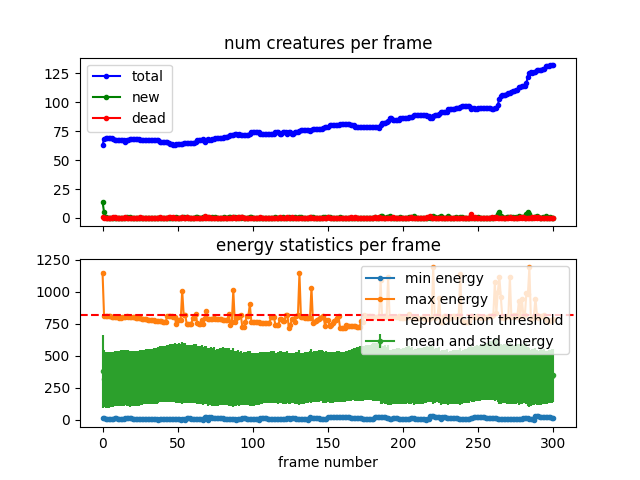 num creatures per frame
125
100
75
50
25
0
total
new
dead
energy statistics per frame
1250
1000
750
500
250
0
min energy
max energy
reproduction threshold
mean and std energy
0 50 100 150 200 250 300
frame number